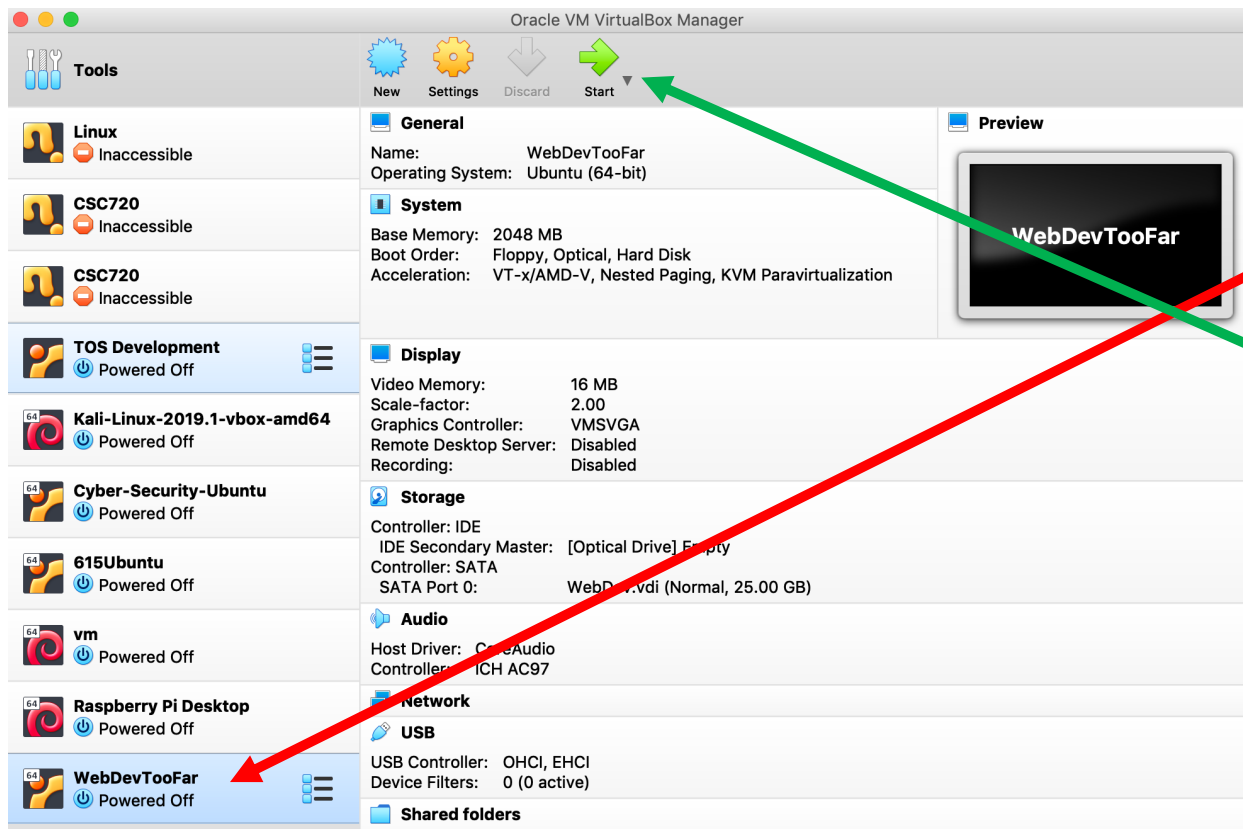 Oracle VM VirtualBox Manager
Tools
New Settings Discard Start
Linux
Inaccessible
CSC720
Inaccessible
CSC720
Inaccessible
TOS Development
Powered Off
64
Kali-Linux-2019.1-vbox-amd64
Powered Off
64
Cyber-Security-Ubuntu
Powered Off
64
615Ubuntu
Powered Off
64
vm
Powered Off
64
Raspberry Pi Desktop
Powered Off
64
WebDevTooFar
Powered Off
General
Name: WebDevTooFar
Operating System: Ubuntu (64-bit)
System
Base Memory: 2048 MB
Boot Order: Floppy, Optical, Hard Disk
Acceleration: VT-x/AMD-V, Nested Paging, KVM Paravirtualization
Preview
WebDevTooFar
Display
Video Memory: 16 MB
Scale-factor: 2.00
Graphics Controller: VMSVGA
Remote Desktop Server: Disabled
Recording: Disabled
Storage
Controller: IDE
IDE Secondary Master: [Optical Drive] Empty
Controller: SATA
SATA Port 0: WebDev.vdi (Normal, 25.00 GB)
Audio
Host Driver: CoreAudio
Controller: ICH AC97
Network
USB
USB Controller: OHCI, EHCI
Device Filters: 0 (0 active)
Shared folders